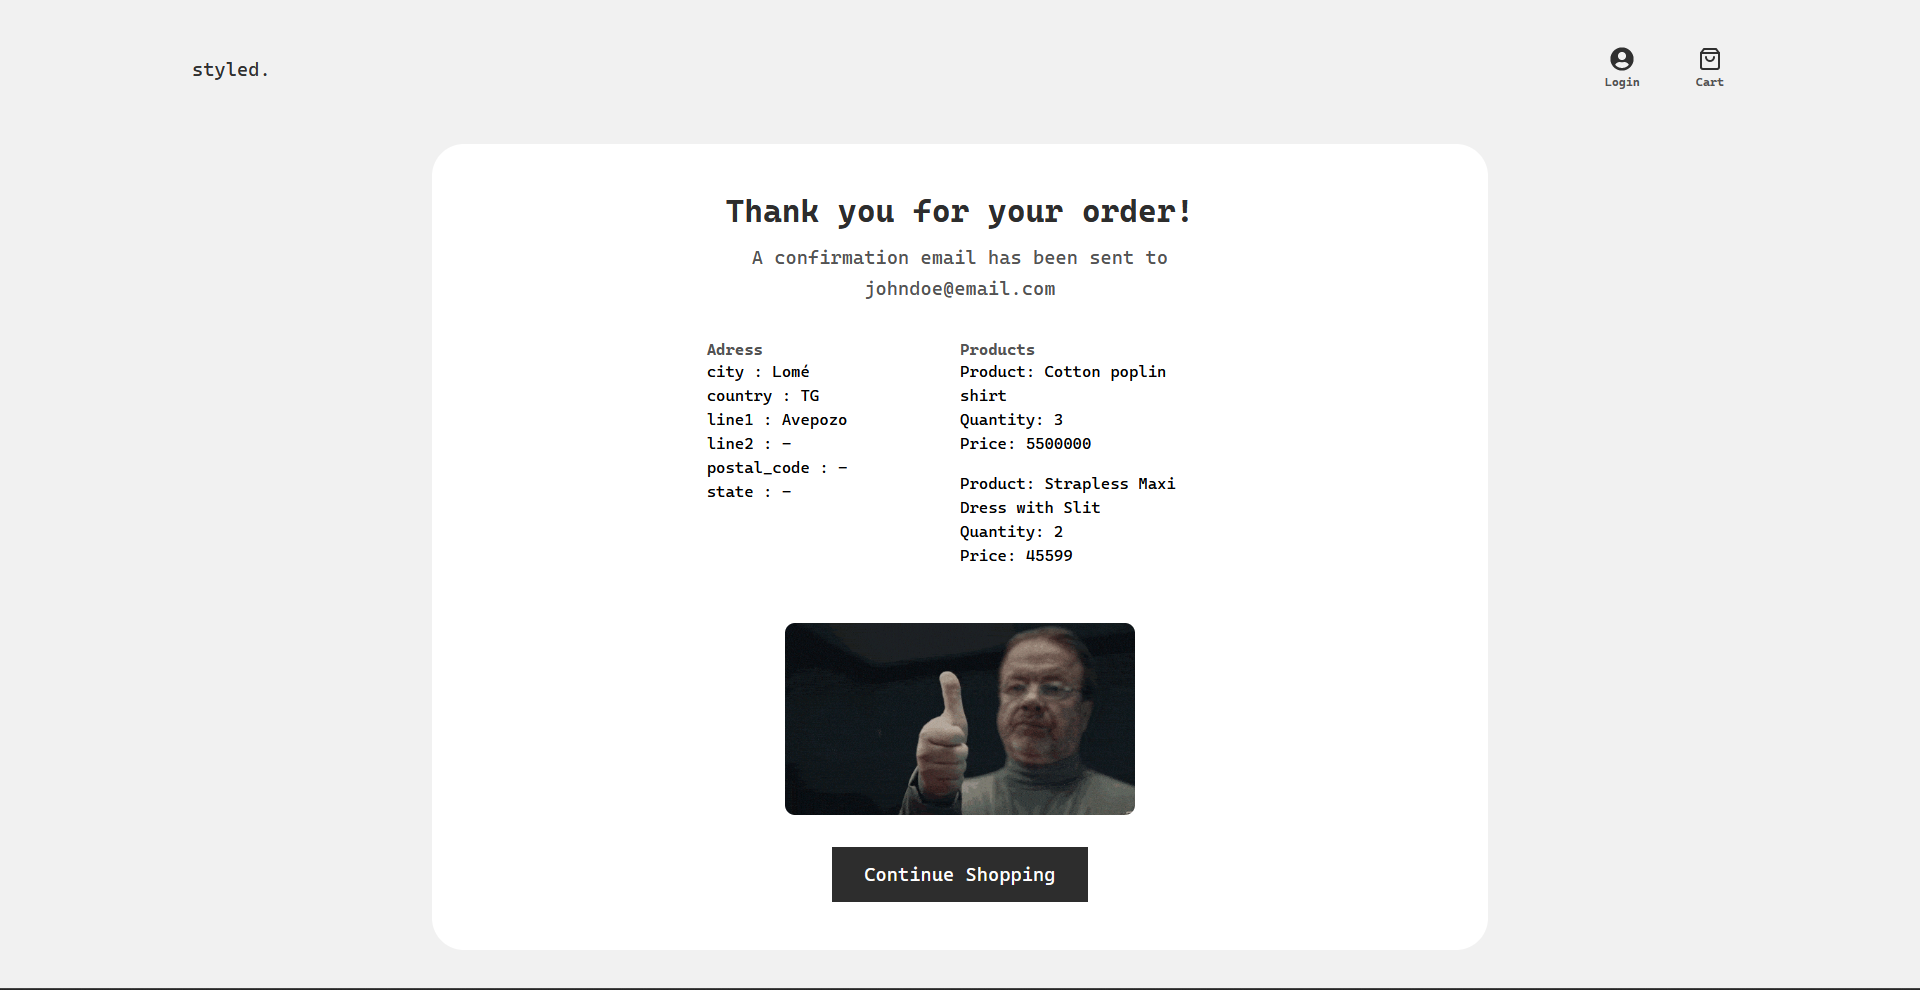 styled.
Login
Cart
Thank you for your order!
A confirmation email has been sent to
johndoe@email.com
Adress
city : Lomé
country : TG
line1 : Avepozo
line2 : -
postal_code : -
state : -
Products
Product: Cotton poplin
shirt
Quantity: 3
Price: 5500000
Product: Strapless Maxi
Dress with Slit
Quantity: 2
Price: 45599
Continue Shopping